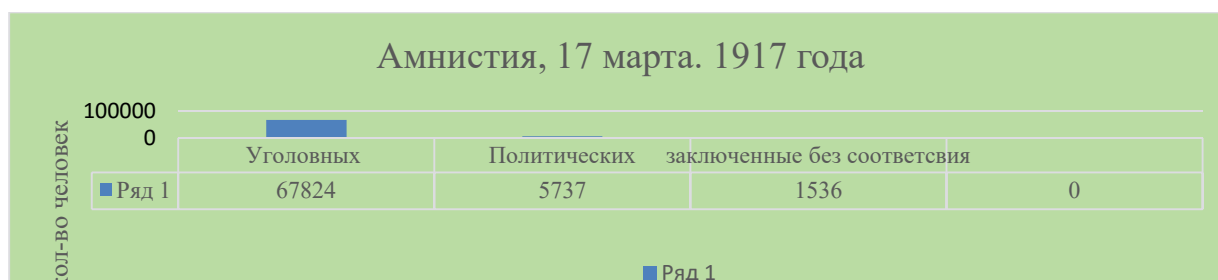 Амнистия, 17 марта. 1917 года
100000
0
кол-во человек
Уголовных Политических заключенные без соответсвия
Ряд 1 67824 5737 1536 0
Ряд 1